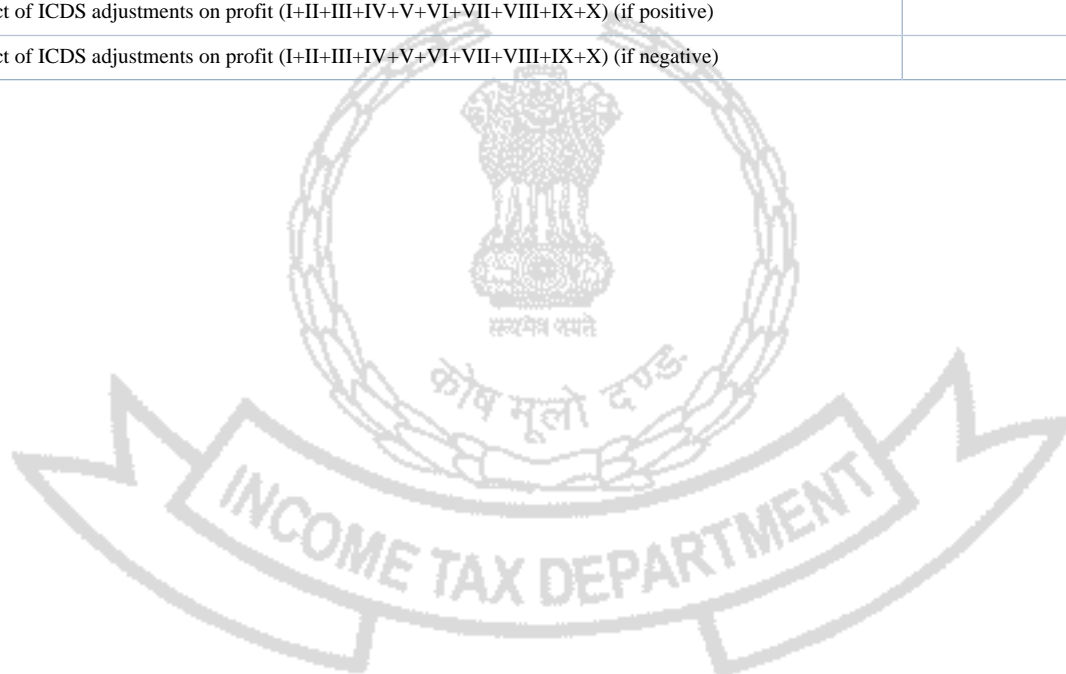 ct of ICDS adjustments on profit (I+II+III+IV+V+VI+VII+VIII+IX+X) (if positive)
ct of ICDS adjustments on profit (I+II+III+IV+V+VI+VII+VIII+IX+X) (if negative)
सत्यमेव जयते
कोष मूलो दण्ड:
INCOME TAX DEPARTMENT